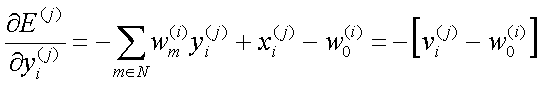 ∂E^(j)/∂y_i^(j) = −∑_{m∈N} w_m^(i) y_i^(j) + x_i^(j) − w_0^(i) = −[v_i^(j) − w_0^(i)]